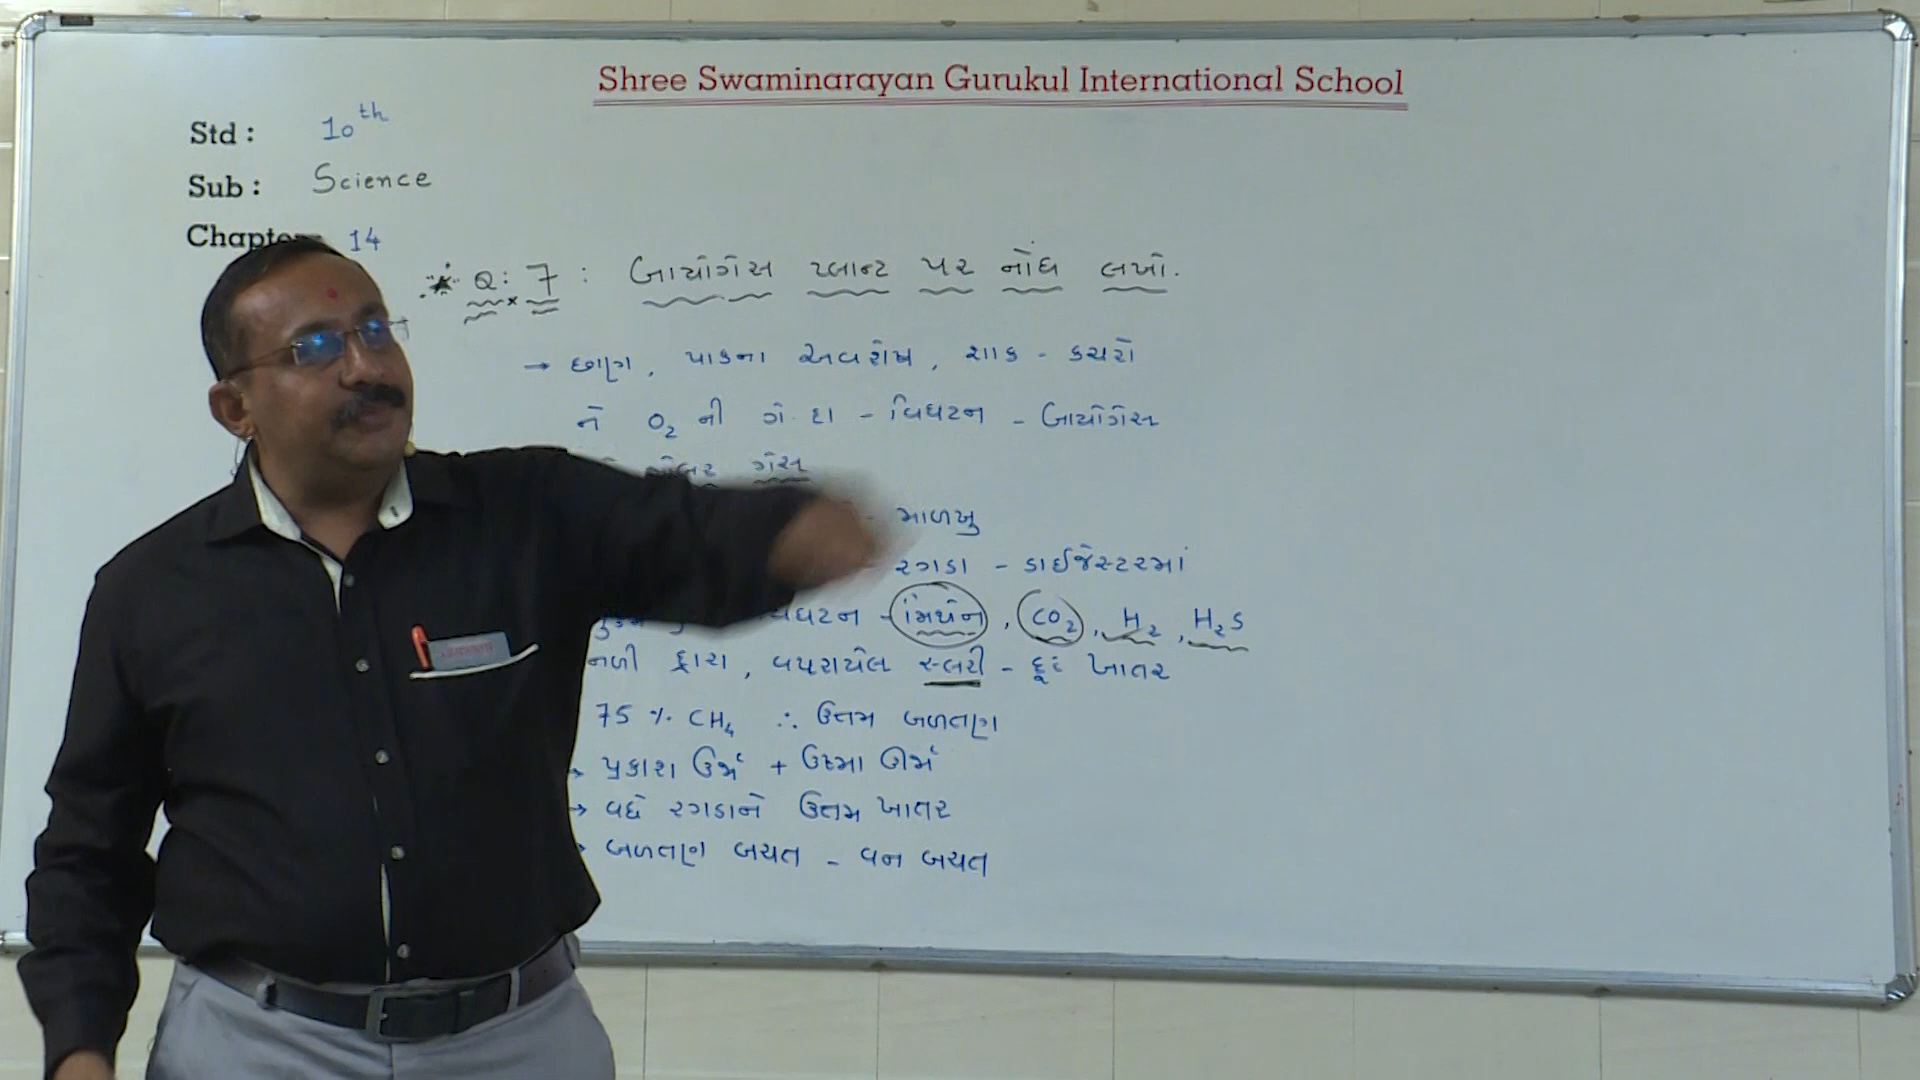 Shree Swaminarayan Gurukul International School
Std : 10th
Sub : Science
Chapter 14
Q: 7 : બાયોગેસ પ્લાન્ટ પર નોંધ લખો.
→ છાણ, પાકના અવશેષ, શાક - કચરો
ને O2 ની ગે. હા - વિઘટન - બાયોગેસ
ગોબર ગેસ
- માળખુ
રગડા - ડાઈજેસ્ટરમાં
વિઘટન - મિથેન, CO2, H2, H2S
નળી દ્વારા, વપરાયેલ સ્લરી - દૂર ખાતર
75 % CH4 ∴ ઉત્તમ બળતણ
→ પ્રકાશ ઉર્જા + ઉષ્મા ઊર્જા
→ વધે રગડાને ઉત્તમ ખાતર
બળતણ બચત - વન બચત